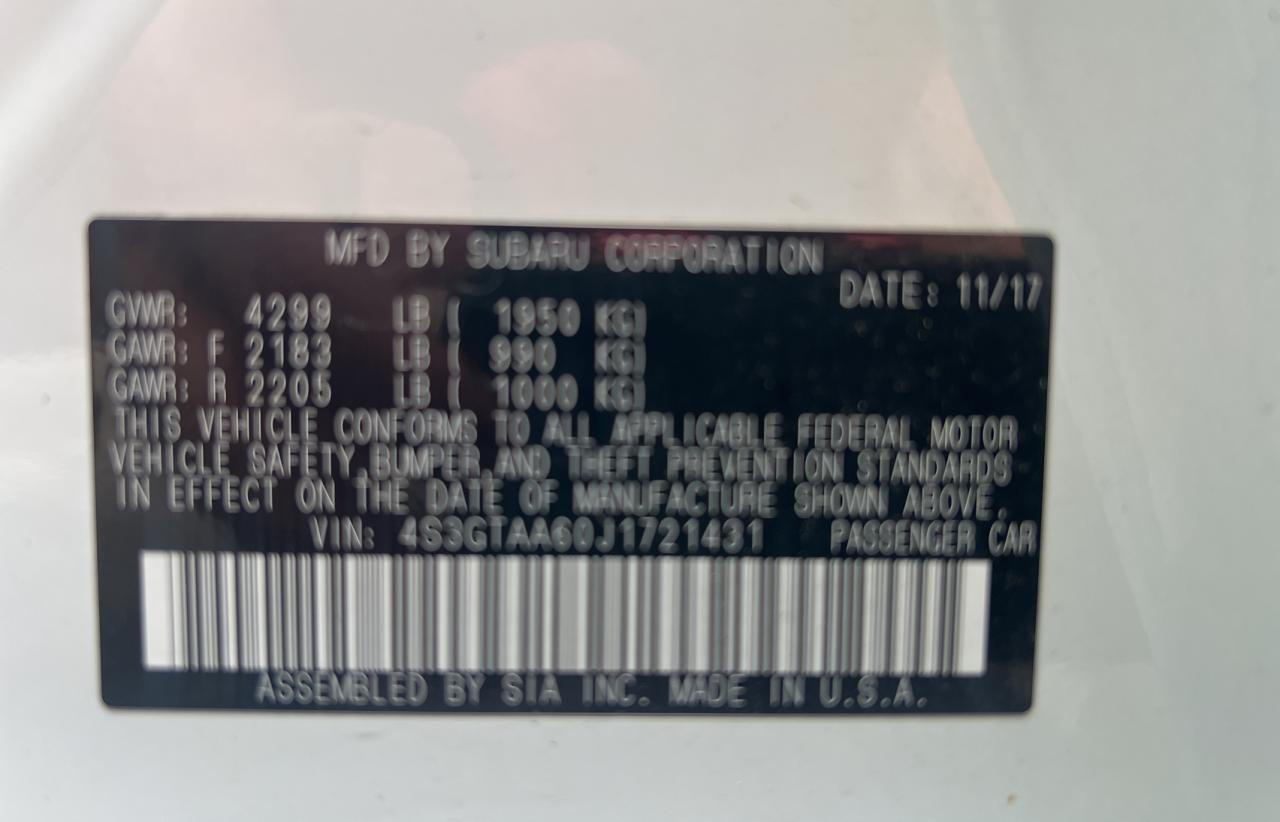 MFD BY SUBARU CORPORATION
DATE: 11/17
GVWR: 4299 LB ( 1950 KG)
GAWR: F 2183 LB ( 990 KG)
GAWR: R 2205 LB ( 1000 KG)
THIS VEHICLE CONFORMS TO ALL APPLICABLE FEDERAL MOTOR
VEHICLE SAFETY, BUMPER, AND THEFT PREVENTION STANDARDS
IN EFFECT ON THE DATE OF MANUFACTURE SHOWN ABOVE.
VIN: 4S3GTAA60J1721431 PASSENGER CAR
ASSEMBLED BY SIA INC. MADE IN U.S.A.